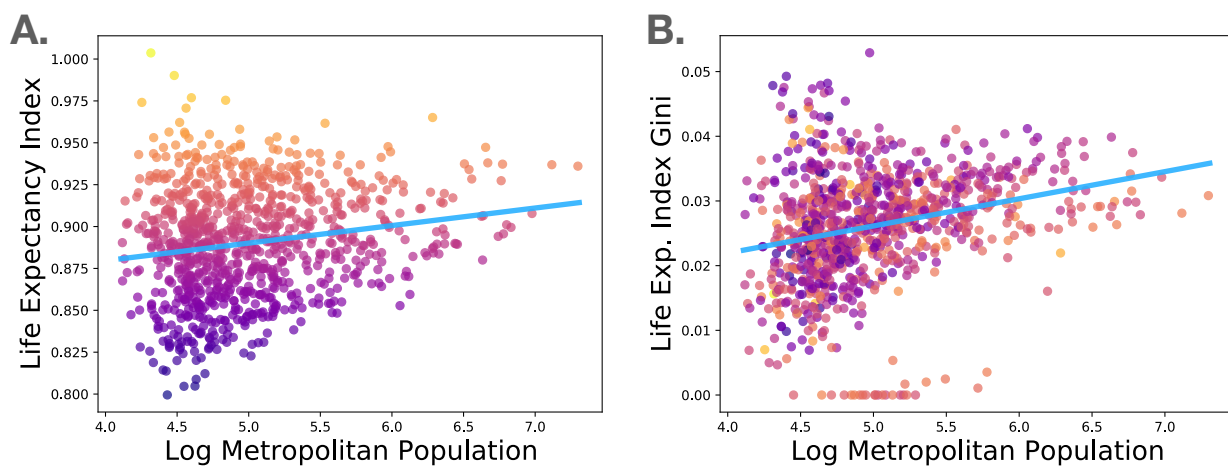 A.
Life Expectancy Index
1.000
0.975
0.950
0.925
0.900
0.875
0.850
0.825
0.800
4.0 4.5 5.0 5.5 6.0 6.5 7.0
Log Metropolitan Population
B.
Life Exp. Index Gini
0.05
0.04
0.03
0.02
0.01
0.00
4.0 4.5 5.0 5.5 6.0 6.5 7.0
Log Metropolitan Population